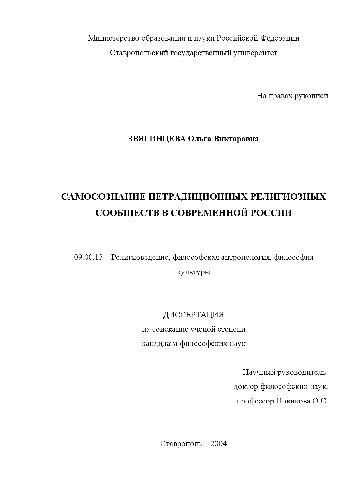 Министерство образования и науки Российской Федерации
Ставропольский государственный университет
На правах рукописи
ЗВЯГИНЦЕВА Ольга Викторовна
САМОСОЗНАНИЕ НЕТРАДИЦИОННЫХ РЕЛИГИОЗНЫХ
СООБЩЕСТВ В СОВРЕМЕННОЙ РОССИИ
09.00.13 – Религиоведение, философская антропология, философия
культуры
ДИССЕРТАЦИЯ
на соискание ученой степени
кандидата философских наук
Научный руководитель:
доктор философских наук,
профессор О.С.
Ставрополь – 2004